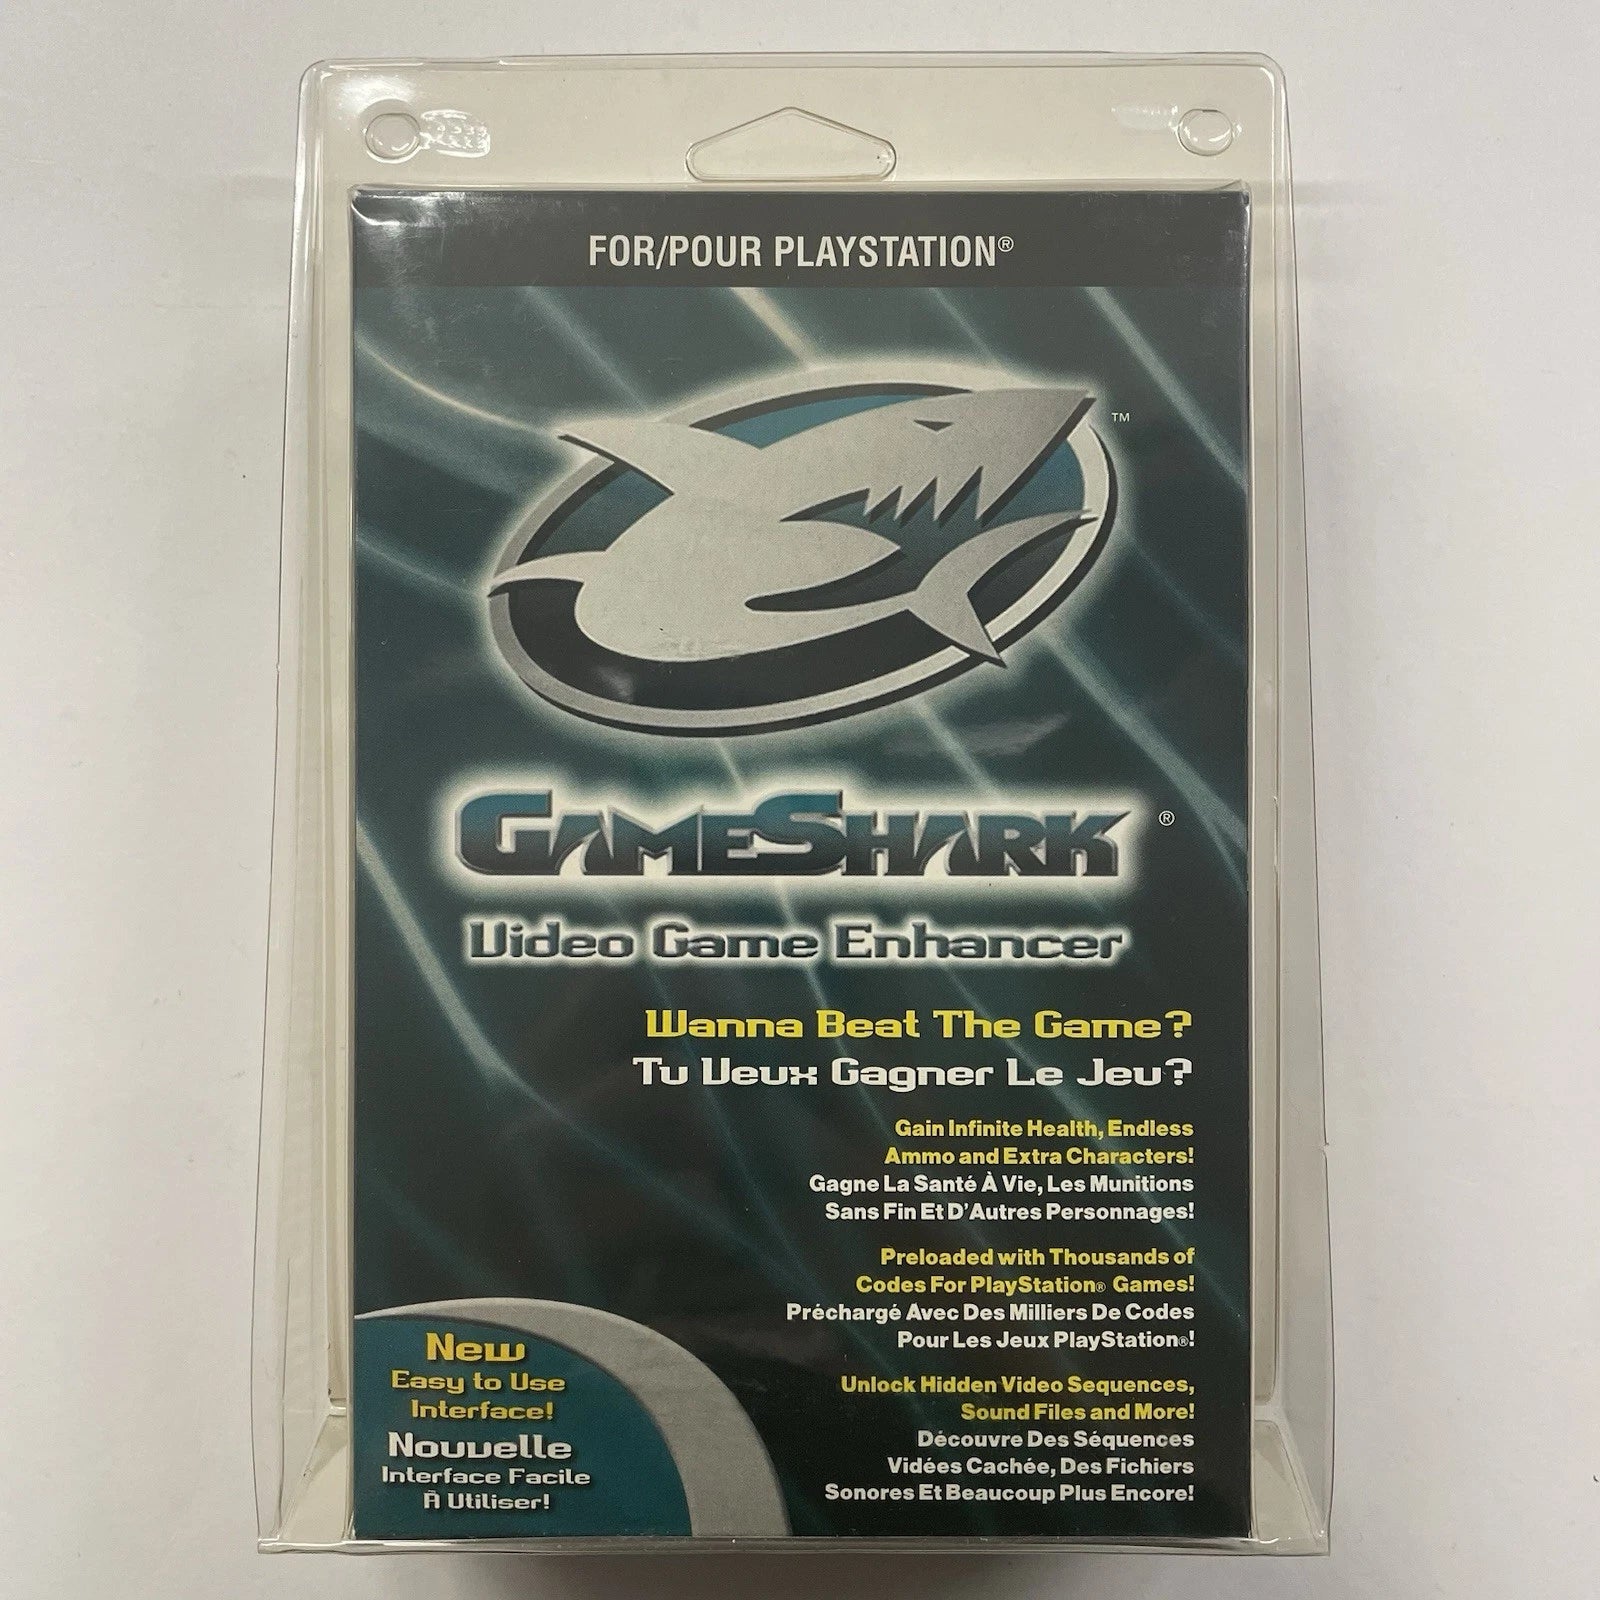 FOR/POUR PLAYSTATION®
TM
GAMESHARK®
Video Game Enhancer
Wanna Beat The Game?
Tu Veux Gagner Le Jeu?
Gain Infinite Health, Endless
Ammo and Extra Characters!
Gagne La Santé À Vie, Les Munitions
Sans Fin Et D'Autres Personnages!
Preloaded with Thousands of
Codes For PlayStation® Games!
Préchargé Avec Des Milliers De Codes
Pour Les Jeux PlayStation®!
Unlock Hidden Video Sequences,
Sound Files and More!
Découvre Des Séquences
Vidées Cachée, Des Fichiers
Sonores Et Beaucoup Plus Encore!
New
Easy to Use
Interface!
Nouvelle
Interface Facile
À Utiliser!